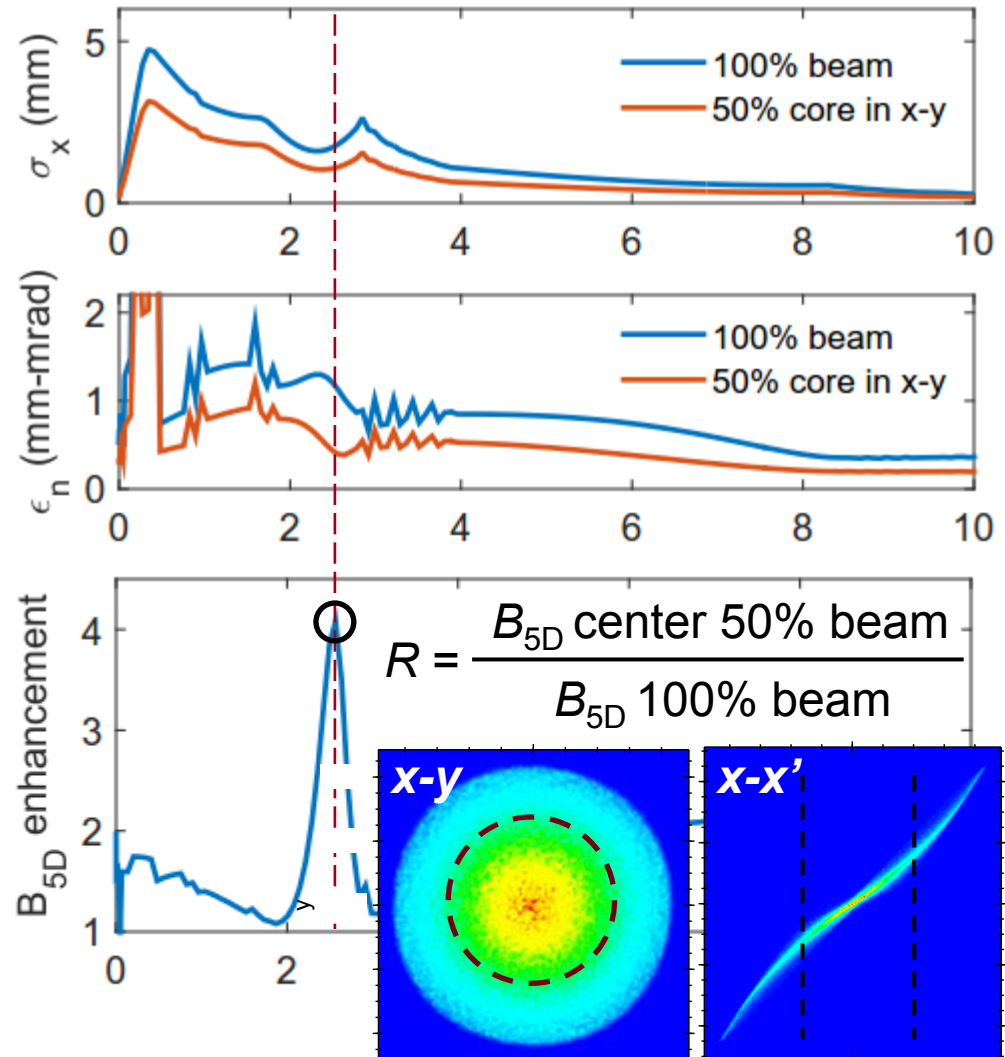 σx (mm)
5
0
100% beam
50% core in x-y
0 2 4 6 8 10
ϵn (mm-mrad)
2
1
0
100% beam
50% core in x-y
0 2 4 6 8 10
B5D enhancement
4
3
2
1
R = B5D center 50% beam
B5D 100% beam
x-y
x-x’
y
0 2